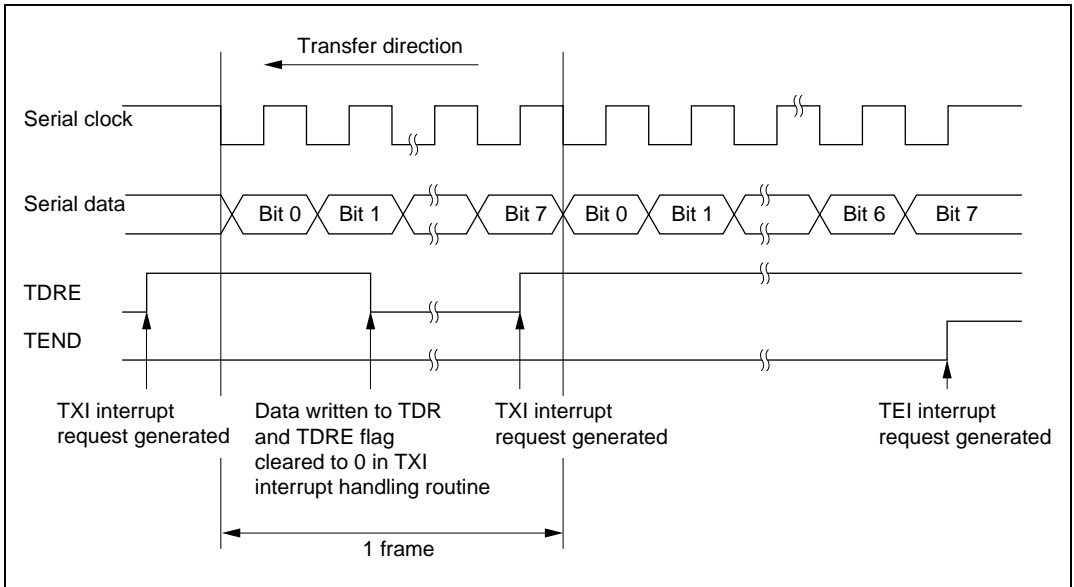 Transfer direction
Serial clock
Serial data
Bit 0 Bit 1 Bit 7 Bit 0 Bit 1 Bit 6 Bit 7
TDRE
TEND
TXI interrupt
request generated
Data written to TDR
and TDRE flag
cleared to 0 in TXI
interrupt handling routine
TXI interrupt
request generated
TEI interrupt
request generated
1 frame